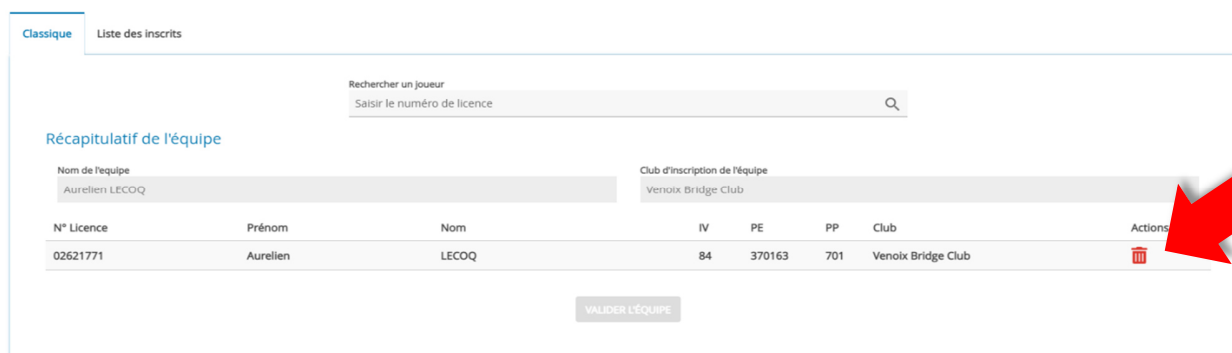 Classique Liste des inscrits
Rechercher un joueur
Saisir le numéro de licence
Récapitulatif de l'équipe
Nom de l'equipe Club d'inscription de l'équipe
Aurelien LECOQ Venoix Bridge Club
N° Licence Prénom Nom IV PE PP Club Actions
02621771 Aurelien LECOQ 84 370163 701 Venoix Bridge Club
VALIDER L'ÉQUIPE